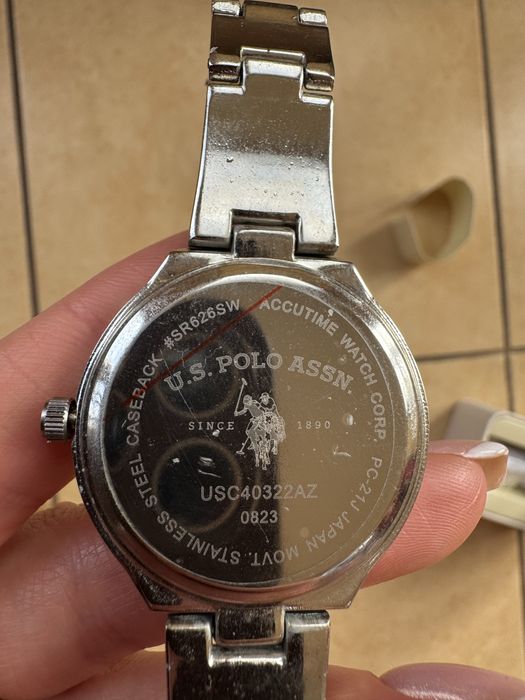 ACCUTIME WATCH CORP. PC-21J JAPAN MOVT. STAINLESS STEEL CASEBACK #SR626SW
U.S. POLO ASSN
SINCE 1890
USC40322AZ
0823